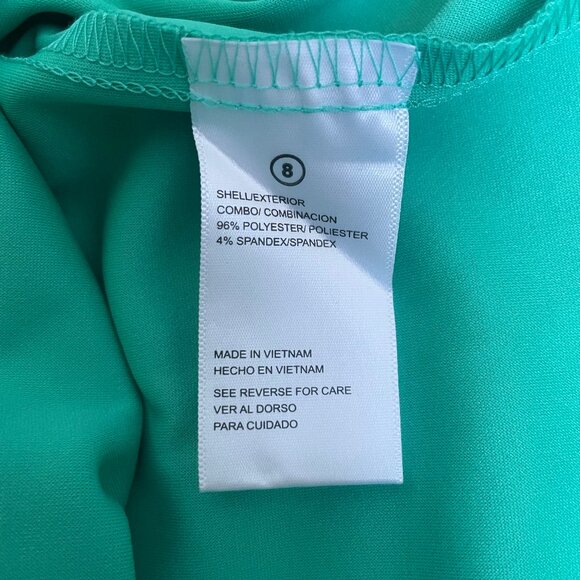 8
SHELL/EXTERIOR
COMBO/ COMBINACION
96% POLYESTER/ POLIESTER
4% SPANDEX/SPANDEX
MADE IN VIETNAM
HECHO EN VIETNAM
SEE REVERSE FOR CARE
VER AL DORSO
PARA CUIDADO